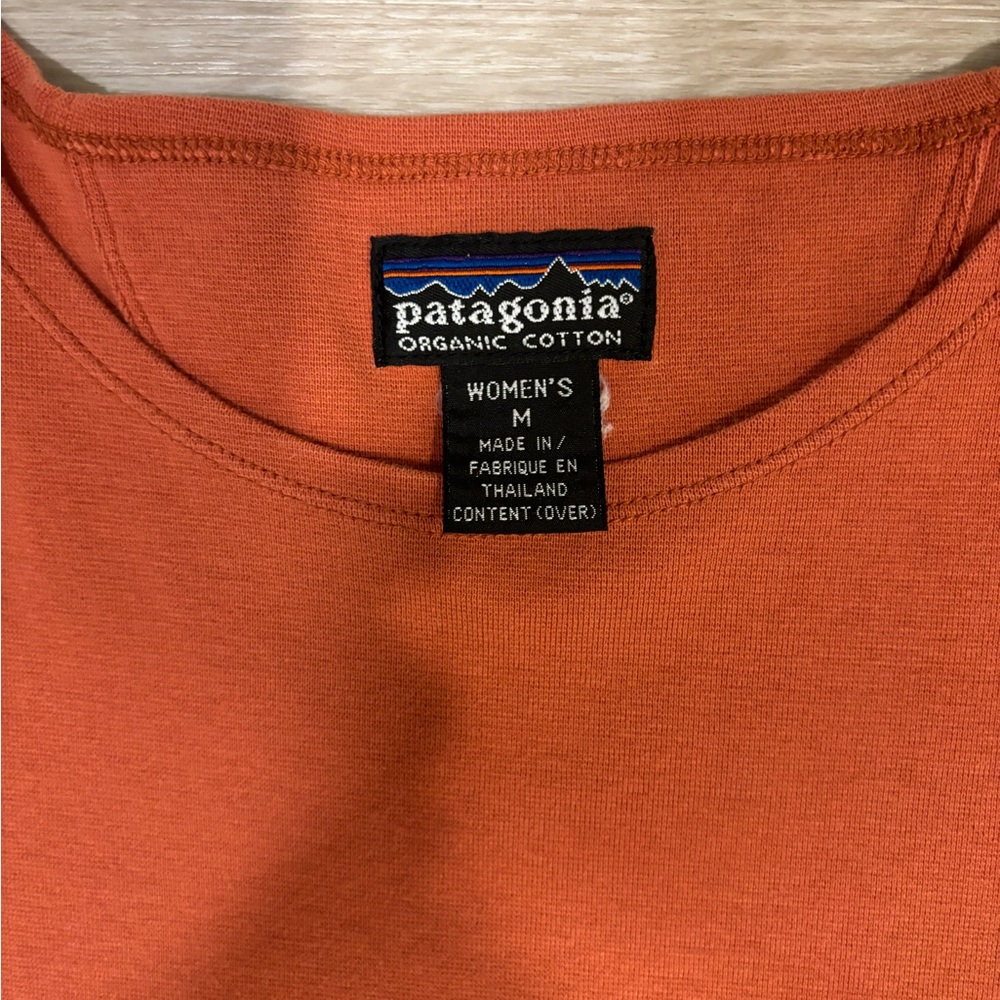 patagonia®
ORGANIC COTTON
WOMEN'S
M
MADE IN/
FABRIQUE EN
THAILAND
CONTENT (OVER)